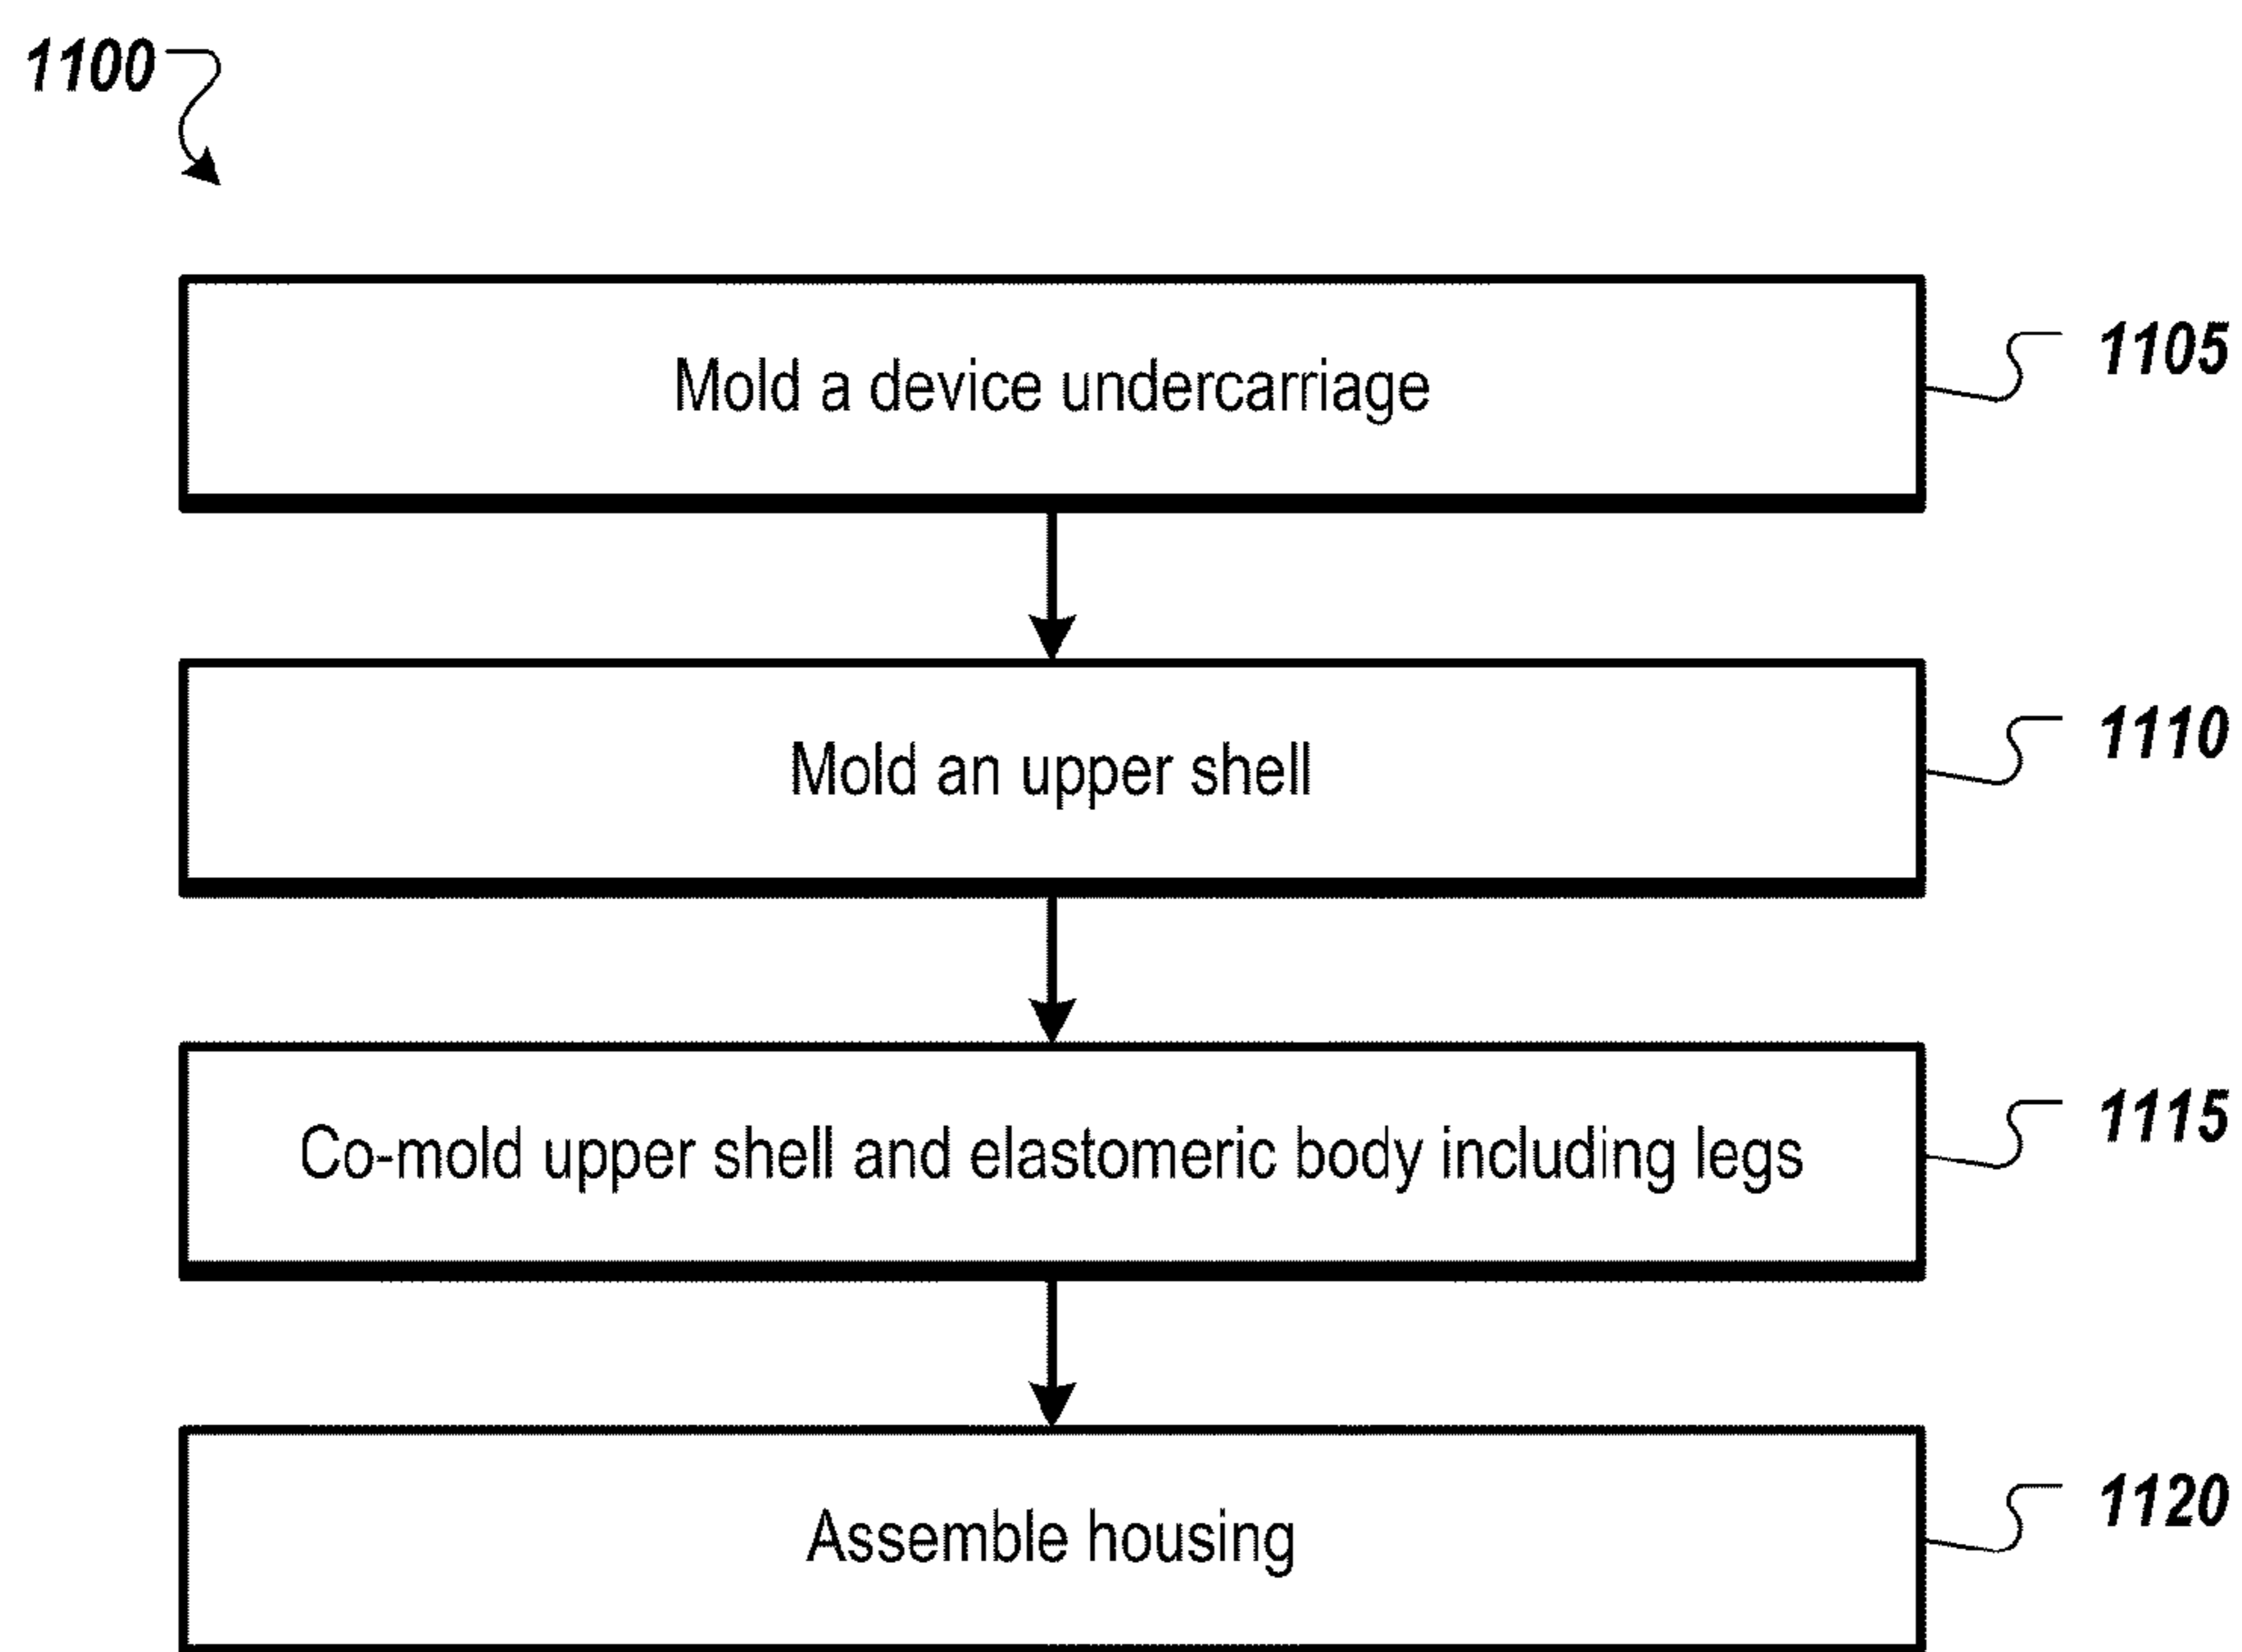 1100
Mold a device undercarriage
1105
Mold an upper shell
1110
Co-mold upper shell and elastomeric body including legs
1115
Assemble housing
1120